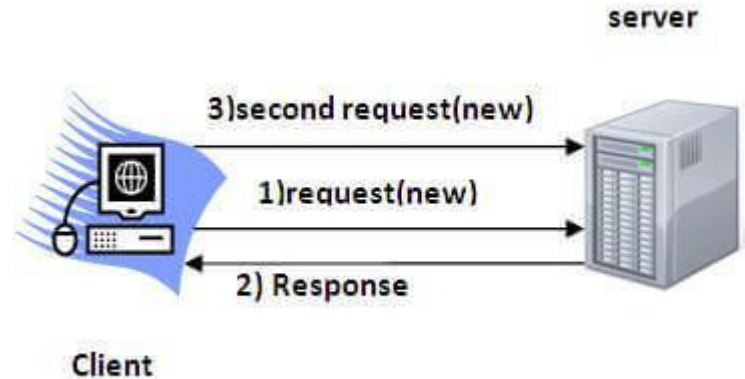 server
3)second request(new)
1)request(new)
2) Response
Client